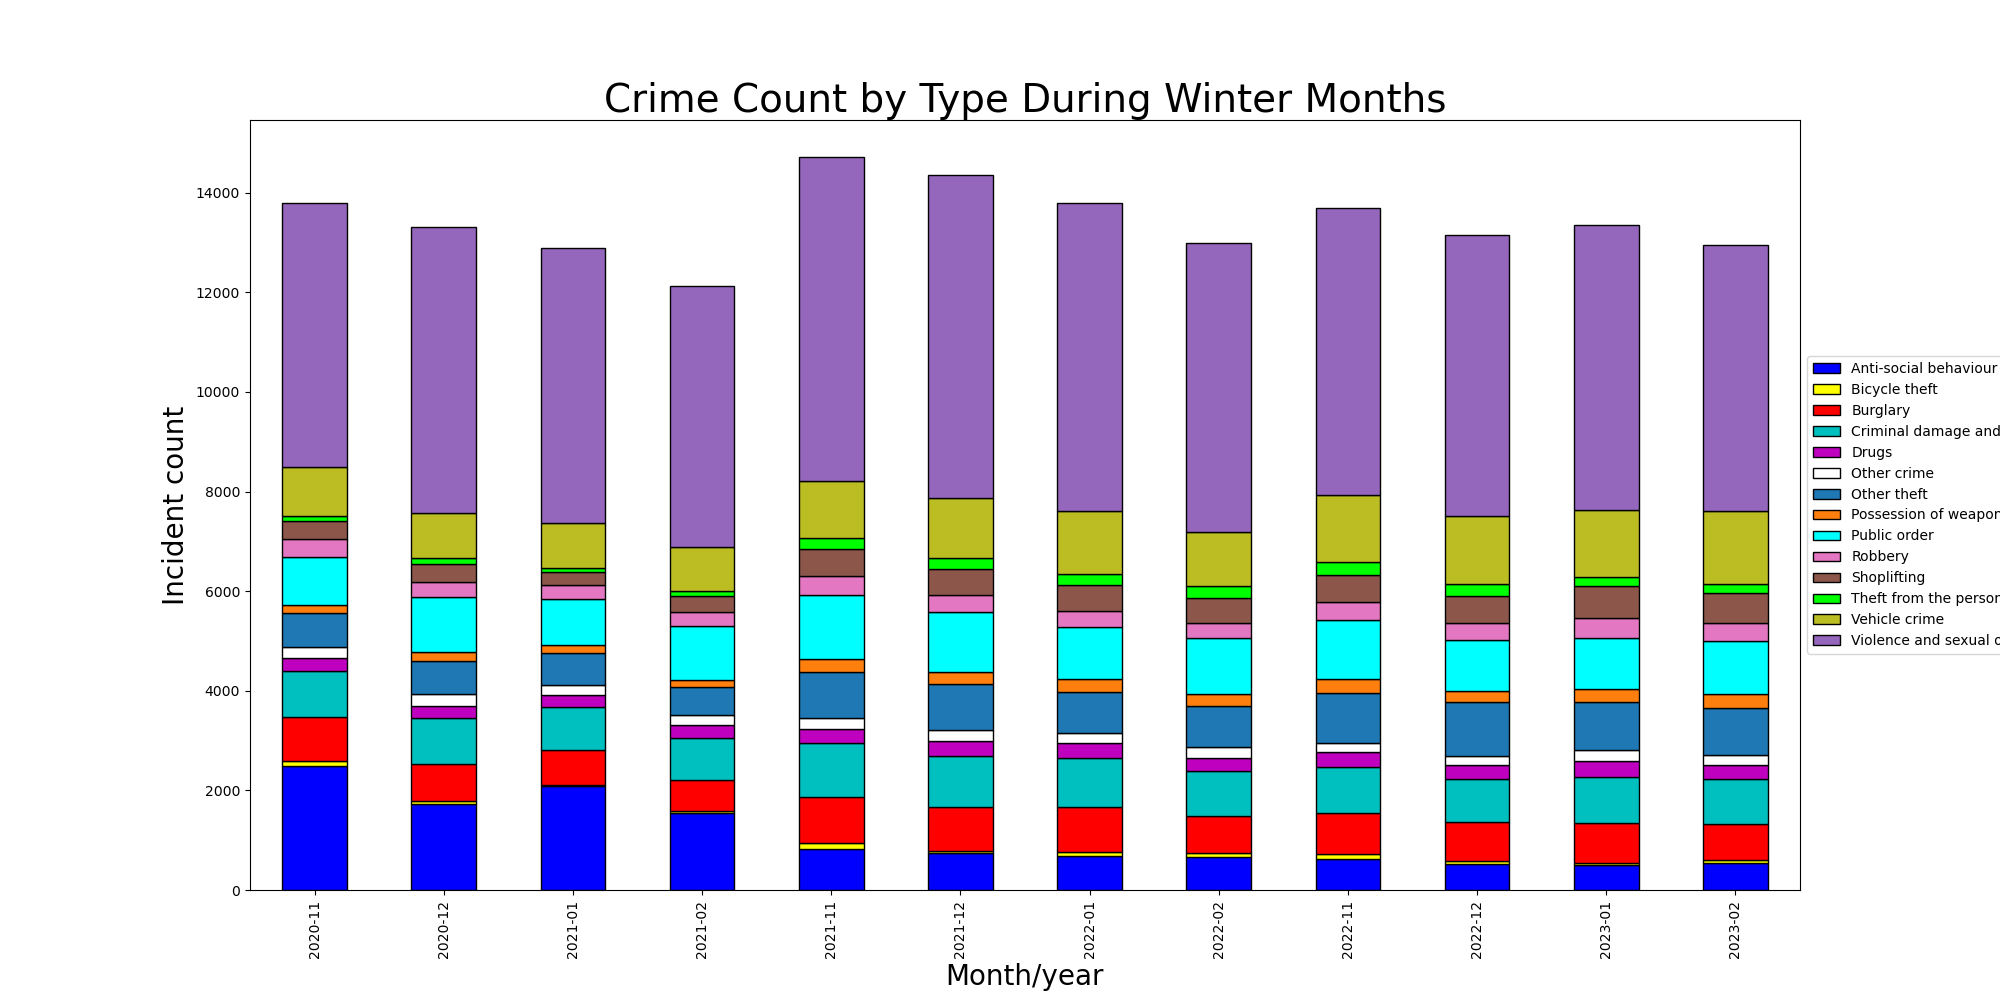 Crime Count by Type During Winter Months
Incident count
14000
12000
10000
8000
6000
4000
2000
0
2020-11
2020-12
2021-01
2021-02
2021-11
2021-12
2022-01
2022-02
2022-11
2022-12
2023-01
2023-02
Month/year
Anti-social behaviour
Bicycle theft
Burglary
Criminal damage and
Drugs
Other crime
Other theft
Possession of weapon
Public order
Robbery
Shoplifting
Theft from the person
Vehicle crime
Violence and sexual o